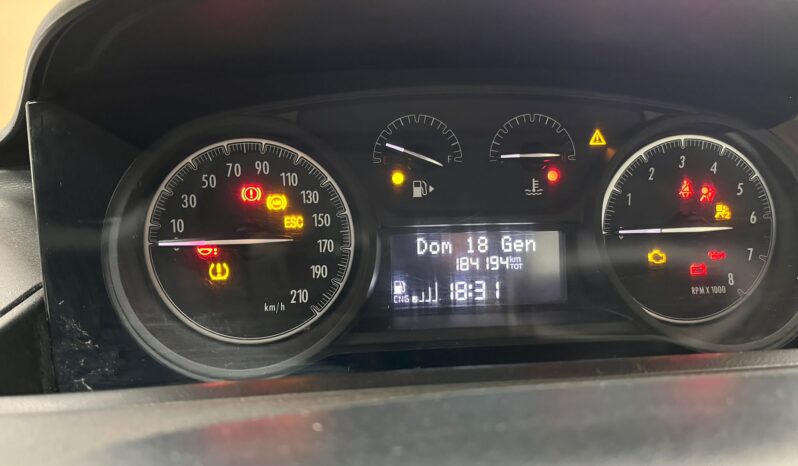 10 30 50 70 90 110 130 150 170 190 210
ESC
km/h
F
Dom 18 Gen
184194 km TOT
CNG
18:31
1 2 3 4 5 6 7 8
RPM X 1000